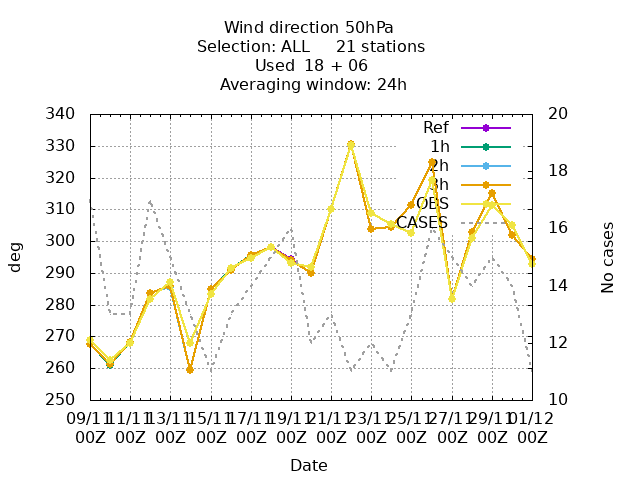 Wind direction 50hPa
Selection: ALL     21 stations
Used  18 + 06
Averaging window: 24h
340
330
320
310
300
290
280
270
260
250
deg
20
18
16
14
12
10
No cases
Ref
1h
2h
3h
OBS
CASES
09/11 11/11 13/11 15/11 17/11 19/11 21/11 23/11 25/11 27/11 29/11 01/12
00Z 00Z 00Z 00Z 00Z 00Z 00Z 00Z 00Z 00Z 00Z 00Z
Date